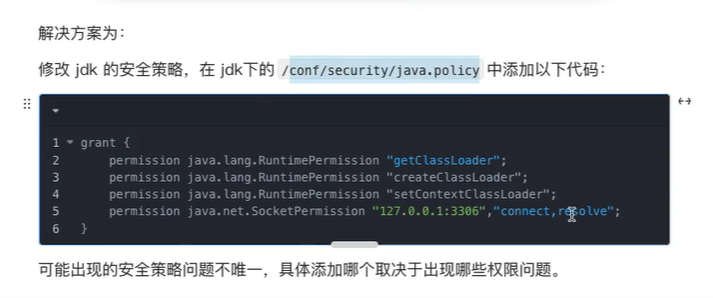 解决方案为：
修改 jdk 的安全策略，在 jdk下的 /conf/security/java.policy 中添加以下代码：
1 grant {
2 permission java.lang.RuntimePermission "getClassLoader";
3 permission java.lang.RuntimePermission "createClassLoader";
4 permission java.lang.RuntimePermission "setContextClassLoader";
5 permission java.net.SocketPermission "127.0.0.1:3306","connect,resolve";
6 }
可能出现的安全策略问题不唯一，具体添加哪个取决于出现哪些权限问题。